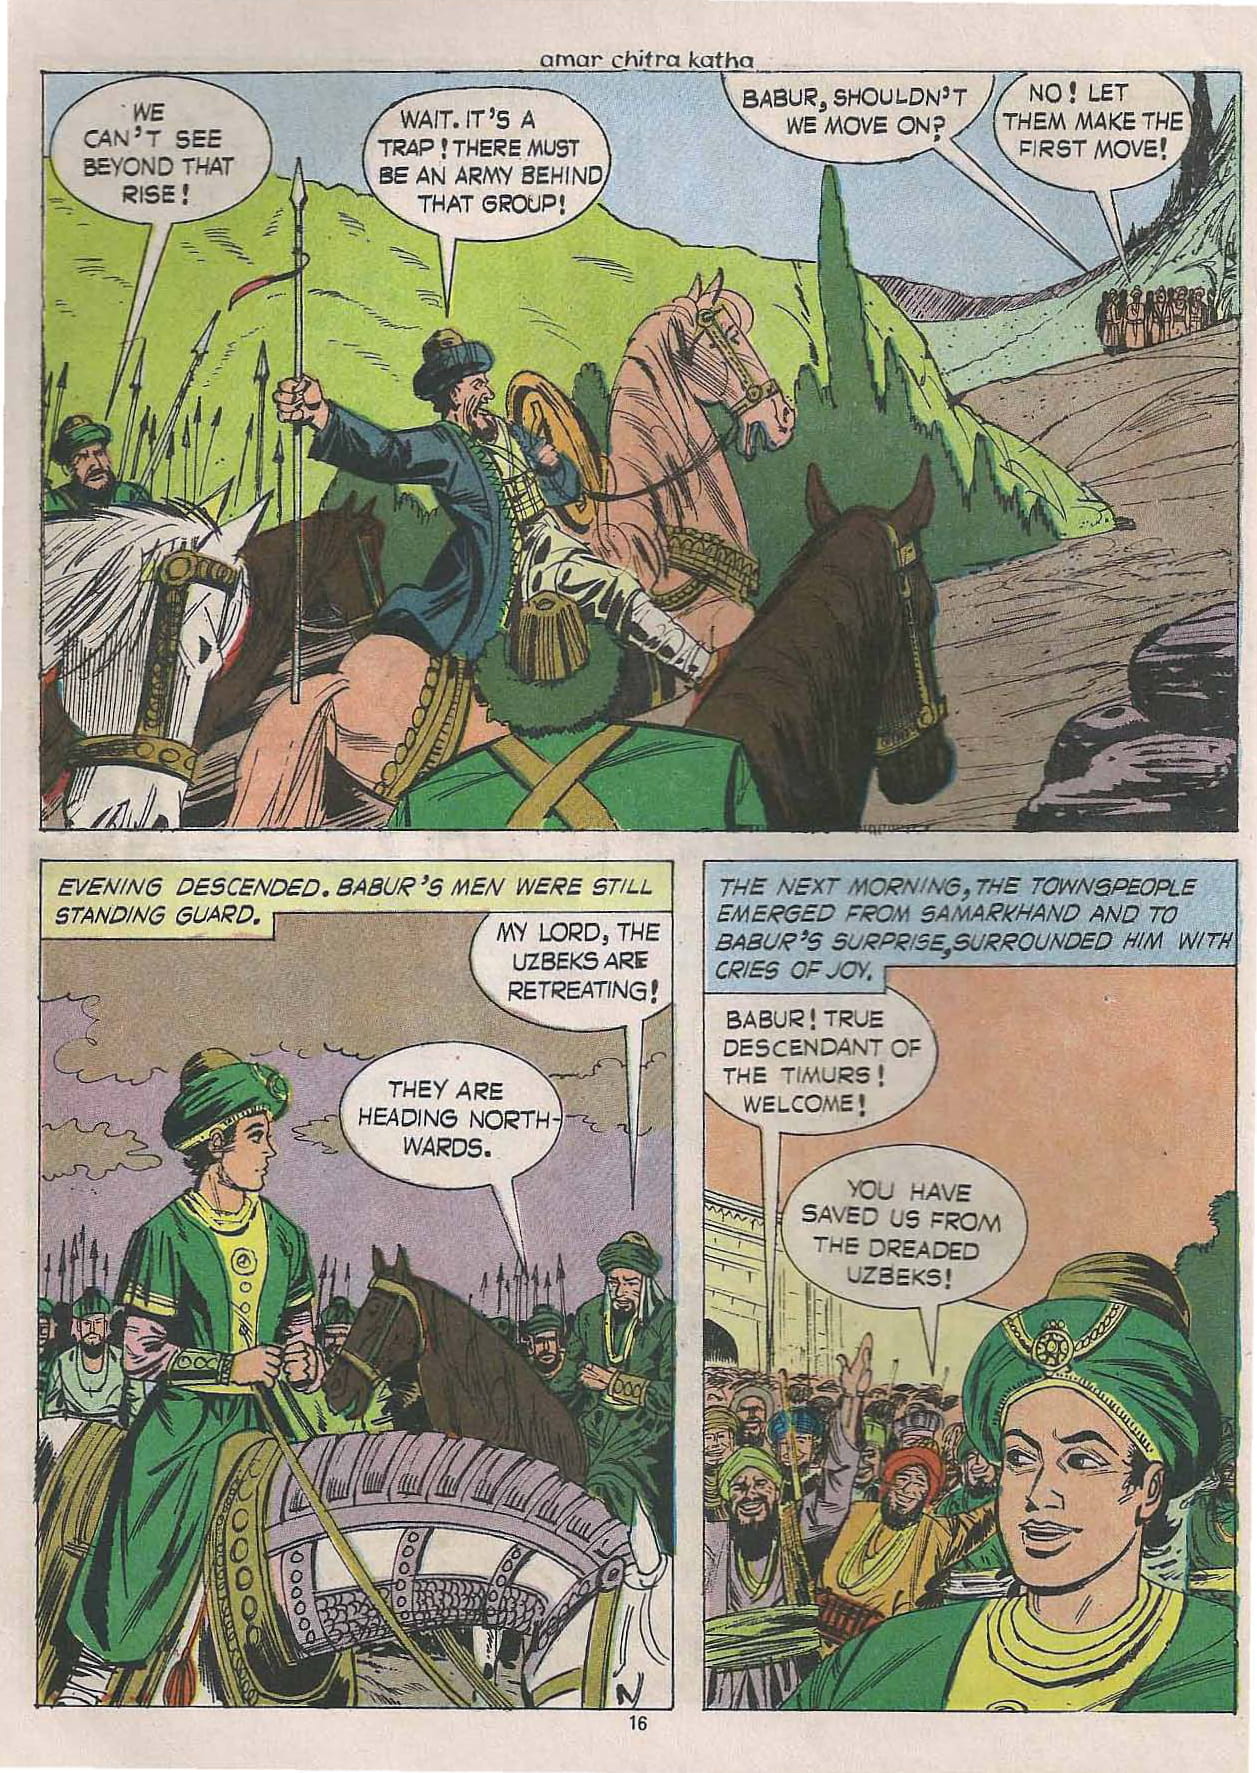 amar chitra katha
WE
CAN'T SEE
BEYOND THAT
RISE!
WAIT. IT'S A
TRAP! THERE MUST
BE AN ARMY BEHIND
THAT GROUP!
BABUR, SHOULDN'T
WE MOVE ON?
NO! LET
THEM MAKE THE
FIRST MOVE!
EVENING DESCENDED. BABUR'S MEN WERE STILL
STANDING GUARD.
MY LORD, THE
UZBEKS ARE
RETREATING!
THEY ARE
HEADING NORTH-
WARDS.
THE NEXT MORNING, THE TOWNSPEOPLE
EMERGED FROM SAMARKHAND AND TO
BABUR'S SURPRISE, SURROUNDED HIM WITH
CRIES OF JOY.
BABUR! TRUE
DESCENDANT OF
THE TIMURS!
WELCOME!
YOU HAVE
SAVED US FROM
THE DREADED
UZBEKS!
16